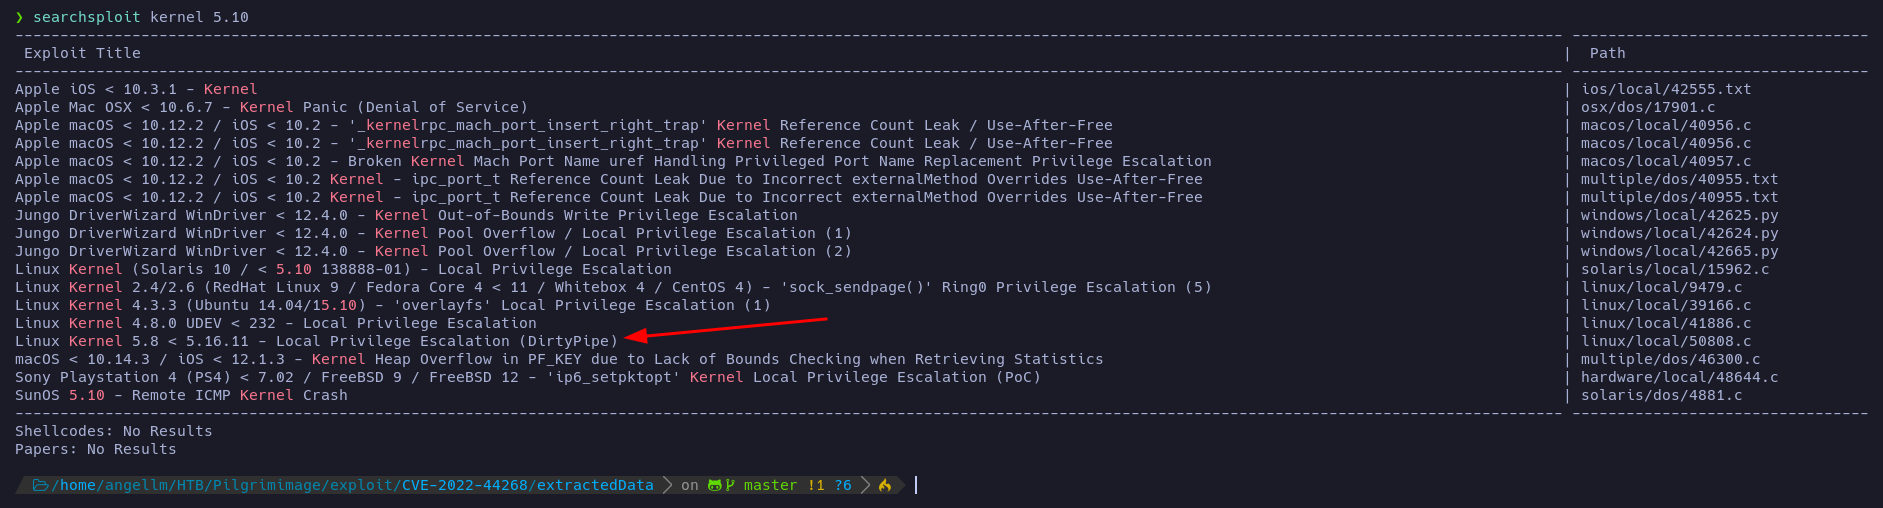 ❯ searchsploit kernel 5.10
Exploit Title | Path
Apple iOS < 10.3.1 - Kernel | ios/local/42555.txt
Apple Mac OSX < 10.6.7 - Kernel Panic (Denial of Service) | osx/dos/17901.c
Apple macOS < 10.12.2 / iOS < 10.2 - '_kernelrpc_mach_port_insert_right_trap' Kernel Reference Count Leak / Use-After-Free | macos/local/40956.c
Apple macOS < 10.12.2 / iOS < 10.2 - '_kernelrpc_mach_port_insert_right_trap' Kernel Reference Count Leak / Use-After-Free | macos/local/40956.c
Apple macOS < 10.12.2 / iOS < 10.2 - Broken Kernel Mach Port Name uref Handling Privileged Port Name Replacement Privilege Escalation | macos/local/40957.c
Apple macOS < 10.12.2 / iOS < 10.2 Kernel - ipc_port_t Reference Count Leak Due to Incorrect externalMethod Overrides Use-After-Free | multiple/dos/40955.txt
Apple macOS < 10.12.2 / iOS < 10.2 Kernel - ipc_port_t Reference Count Leak Due to Incorrect externalMethod Overrides Use-After-Free | multiple/dos/40955.txt
Jungo DriverWizard WinDriver < 12.4.0 - Kernel Out-of-Bounds Write Privilege Escalation | windows/local/42625.py
Jungo DriverWizard WinDriver < 12.4.0 - Kernel Pool Overflow / Local Privilege Escalation (1) | windows/local/42624.py
Jungo DriverWizard WinDriver < 12.4.0 - Kernel Pool Overflow / Local Privilege Escalation (2) | windows/local/42665.py
Linux Kernel (Solaris 10 / < 5.10 138888-01) - Local Privilege Escalation | solaris/local/15962.c
Linux Kernel 2.4/2.6 (RedHat Linux 9 / Fedora Core 4 < 11 / Whitebox 4 / CentOS 4) - 'sock_sendpage()' Ring0 Privilege Escalation (5) | linux/local/9479.c
Linux Kernel 4.3.3 (Ubuntu 14.04/15.10) - 'overlayfs' Local Privilege Escalation (1) | linux/local/39166.c
Linux Kernel 4.8.0 UDEV < 232 - Local Privilege Escalation | linux/local/41886.c
Linux Kernel 5.8 < 5.16.11 - Local Privilege Escalation (DirtyPipe) | linux/local/50808.c
macOS < 10.14.3 / iOS < 12.1.3 - Kernel Heap Overflow in PF_KEY due to Lack of Bounds Checking when Retrieving Statistics | multiple/dos/46300.c
Sony Playstation 4 (PS4) < 7.02 / FreeBSD 9 / FreeBSD 12 - 'ip6_setpktopt' Kernel Local Privilege Escalation (PoC) | hardware/local/48644.c
SunOS 5.10 - Remote ICMP Kernel Crash | solaris/dos/4881.c
Shellcodes: No Results
Papers: No Results
/home/angellm/HTB/Pilgrimimage/exploit/CVE-2022-44268/extractedData on master !1 ?6